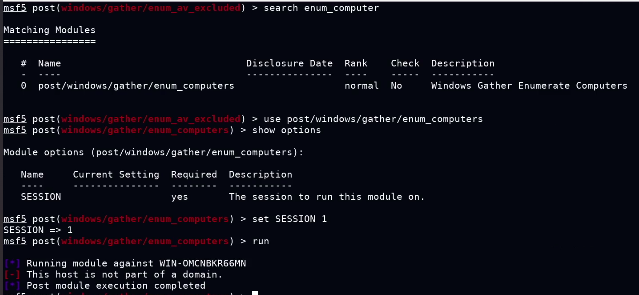 msf5 post(windows/gather/enum_av_excluded) > search enum_computer
Matching Modules
================
# Name Disclosure Date Rank Check Description
- ---- --------------- ---- ----- -----------
0 post/windows/gather/enum_computers normal No Windows Gather Enumerate Computers
msf5 post(windows/gather/enum_av_excluded) > use post/windows/gather/enum_computers
msf5 post(windows/gather/enum_computers) > show options
Module options (post/windows/gather/enum_computers):
Name Current Setting Required Description
---- --------------- -------- -----------
SESSION yes The session to run this module on.
msf5 post(windows/gather/enum_computers) > set SESSION 1
SESSION => 1
msf5 post(windows/gather/enum_computers) > run
[*] Running module against WIN-OMCNBKR66MN
[-] This host is not part of a domain.
[*] Post module execution completed